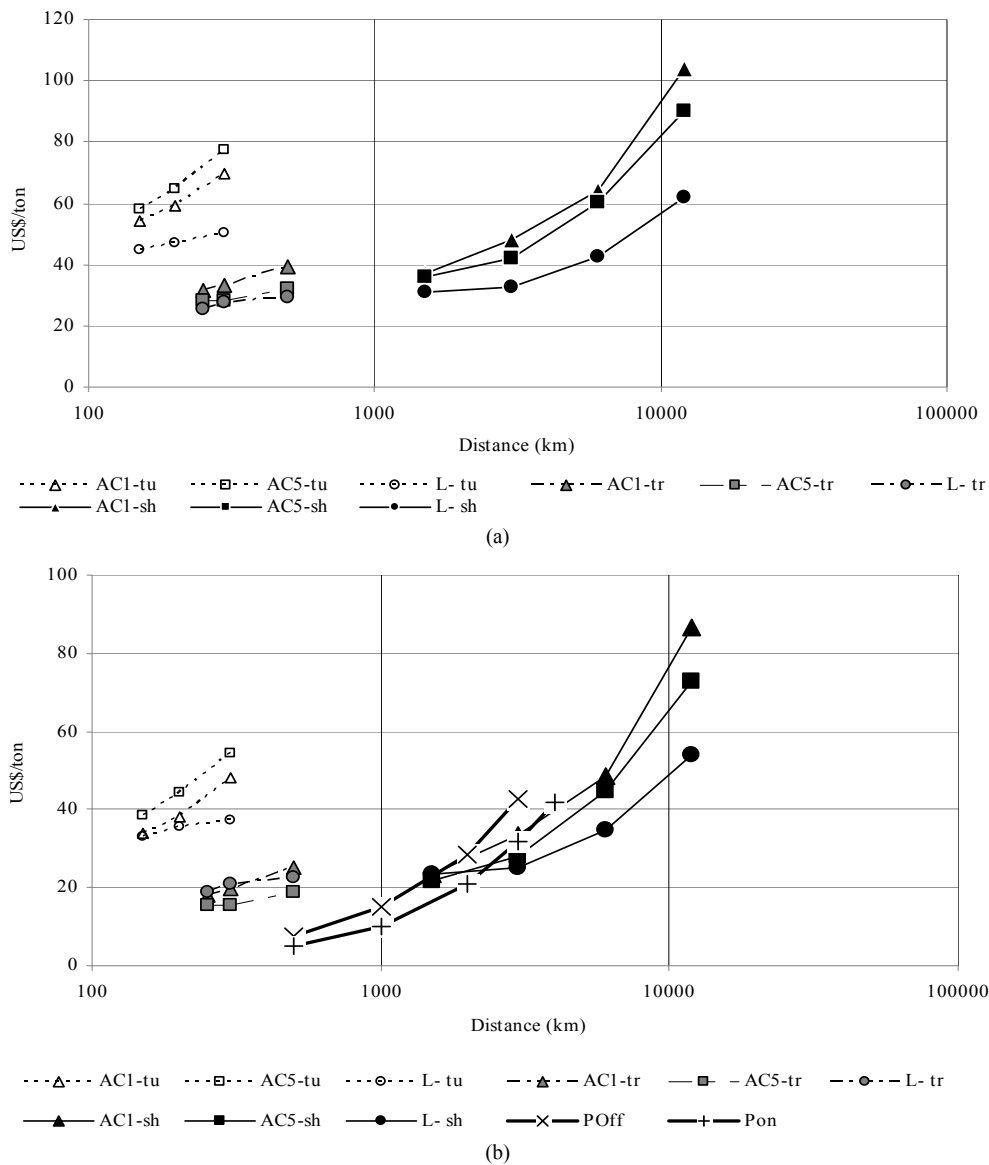 120
100
80
60
40
20
0
US$/ton
100 1000 10000 100000
Distance (km)
AC1-tu AC5-tu L- tu AC1-tr AC5-tr L- tr
AC1-sh AC5-sh L- sh
(a)
100
80
60
40
20
0
US$/ton
100 1000 10000 100000
Distance (km)
AC1-tu AC5-tu L- tu AC1-tr AC5-tr L- tr
AC1-sh AC5-sh L- sh POff Pon
(b)